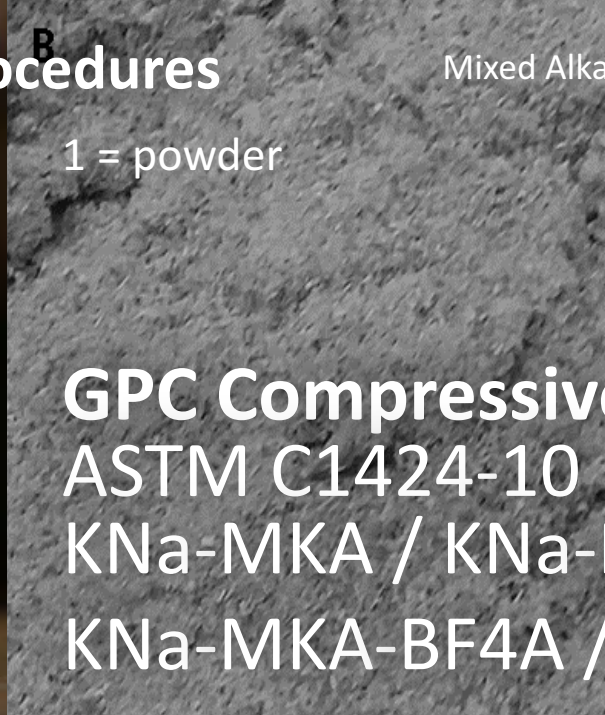 B
ocedures
Mixed Alka
1 = powder
GPC Compressive
ASTM C1424-10
KNa-MKA / KNa-
KNa-MKA-BF4A /